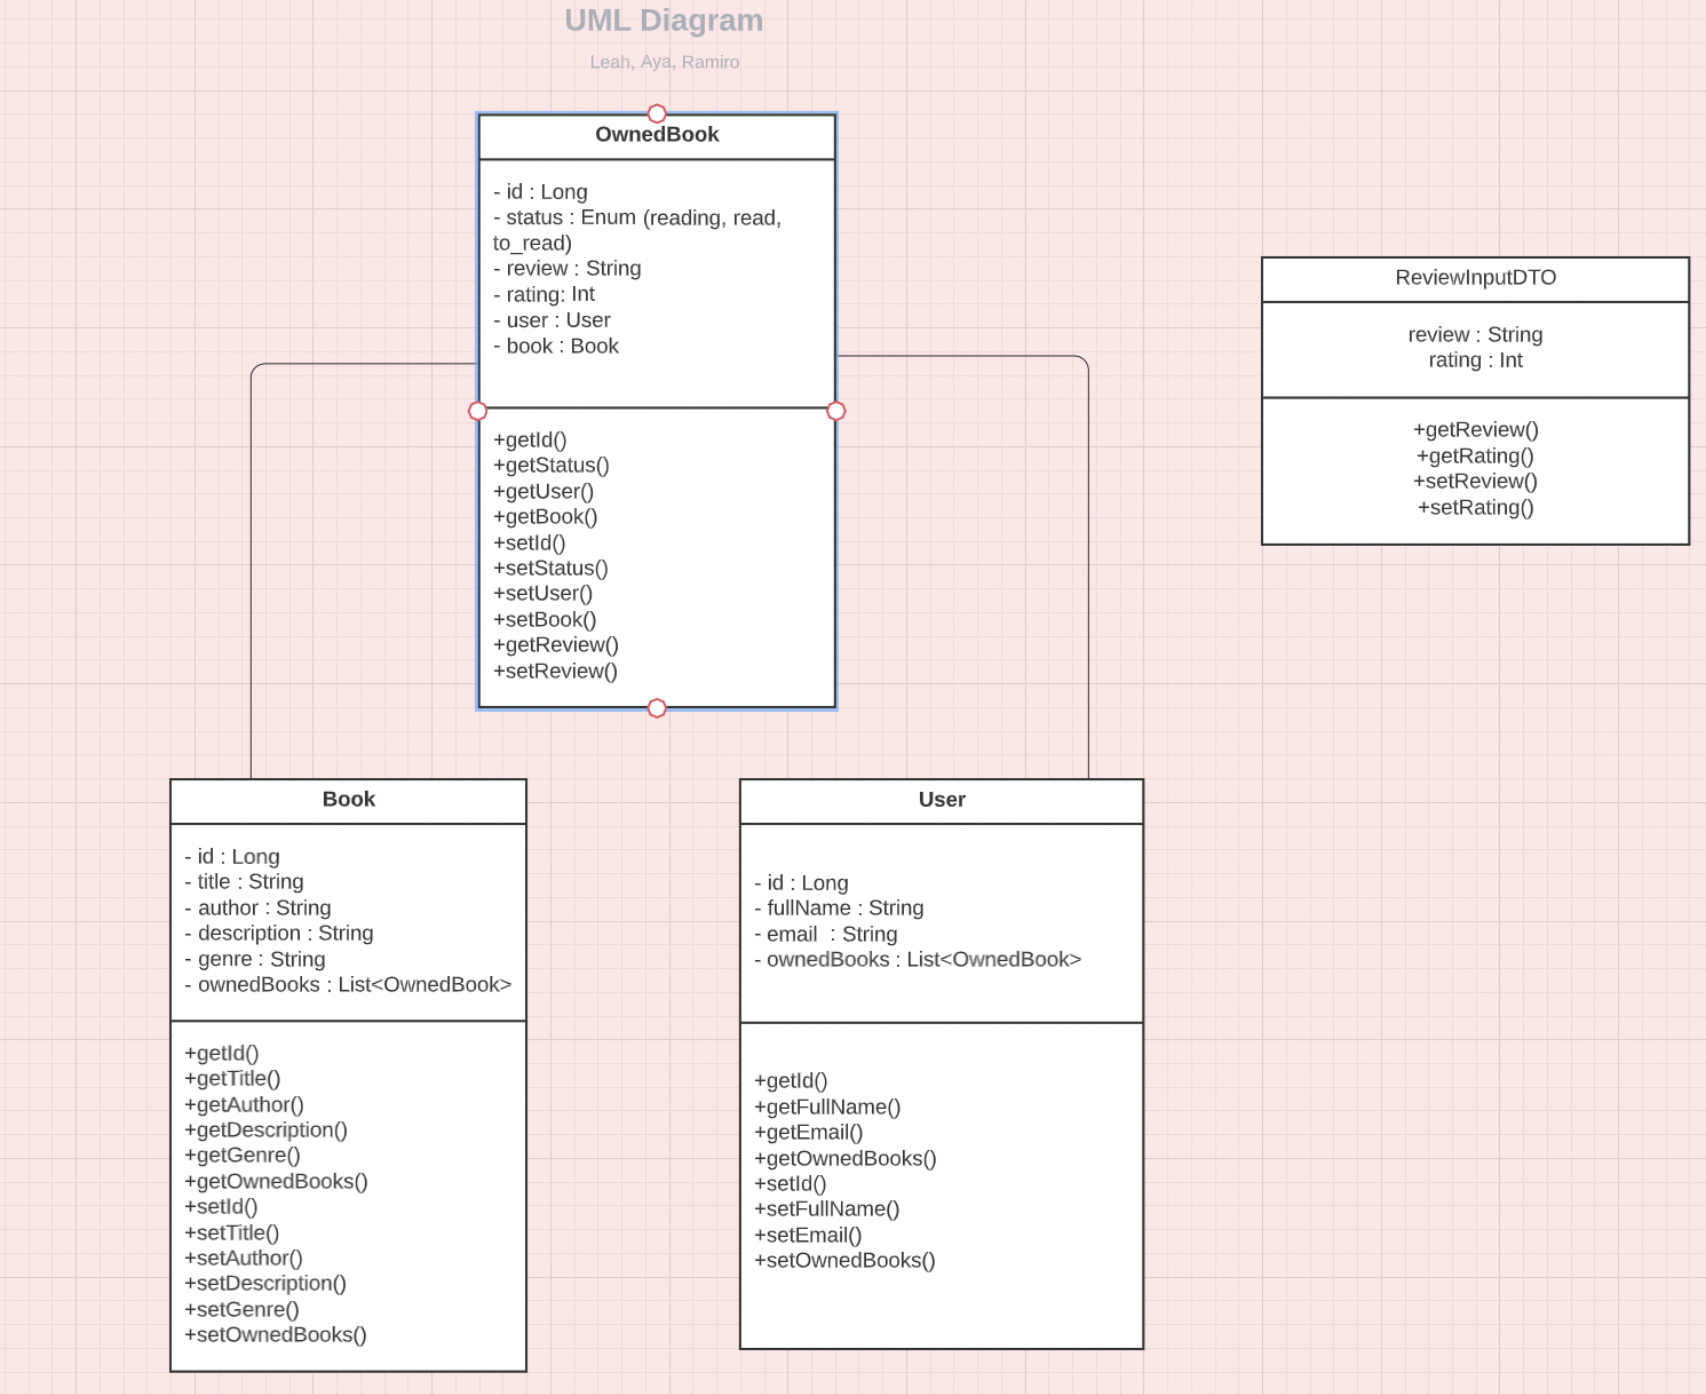 UML Diagram
Leah, Aya, Ramiro
OwnedBook
- id : Long
- status : Enum (reading, read,
to_read)
- review : String
- rating: Int
- user : User
- book : Book
+getId()
+getStatus()
+getUser()
+getBook()
+setId()
+setStatus()
+setUser()
+setBook()
+getReview()
+setReview()
ReviewInputDTO
review : String
rating : Int
+getReview()
+getRating()
+setReview()
+setRating()
Book
- id : Long
- title : String
- author : String
- description : String
- genre : String
- ownedBooks : List<OwnedBook>
+getId()
+getTitle()
+getAuthor()
+getDescription()
+getGenre()
+getOwnedBooks()
+setId()
+setTitle()
+setAuthor()
+setDescription()
+setGenre()
+setOwnedBooks()
User
- id : Long
- fullName : String
- email : String
- ownedBooks : List<OwnedBook>
+getId()
+getFullName()
+getEmail()
+getOwnedBooks()
+setId()
+setFullName()
+setEmail()
+setOwnedBooks()